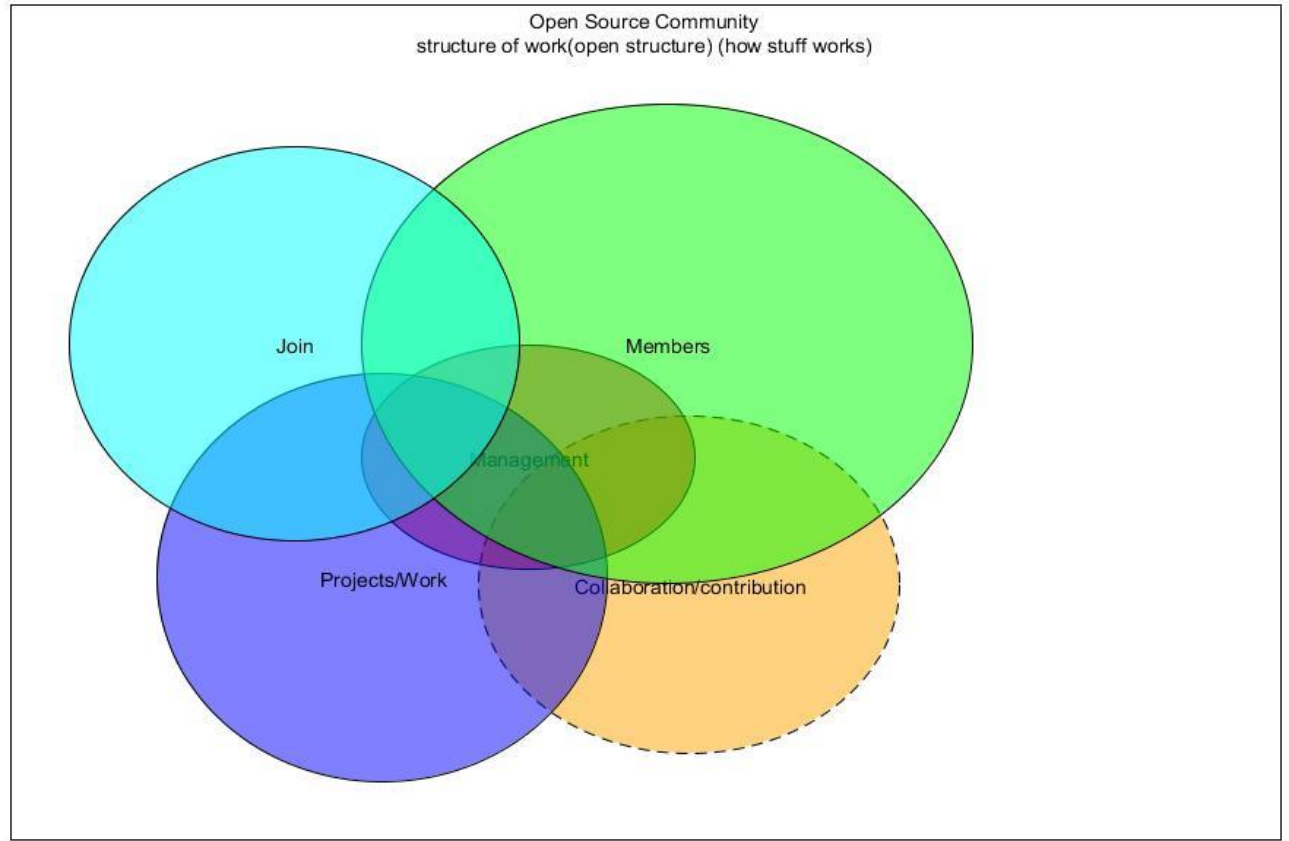 Open Source Community
structure of work(open structure) (how stuff works)
Join
Members
Management
Projects/Work
Collaboration/contribution